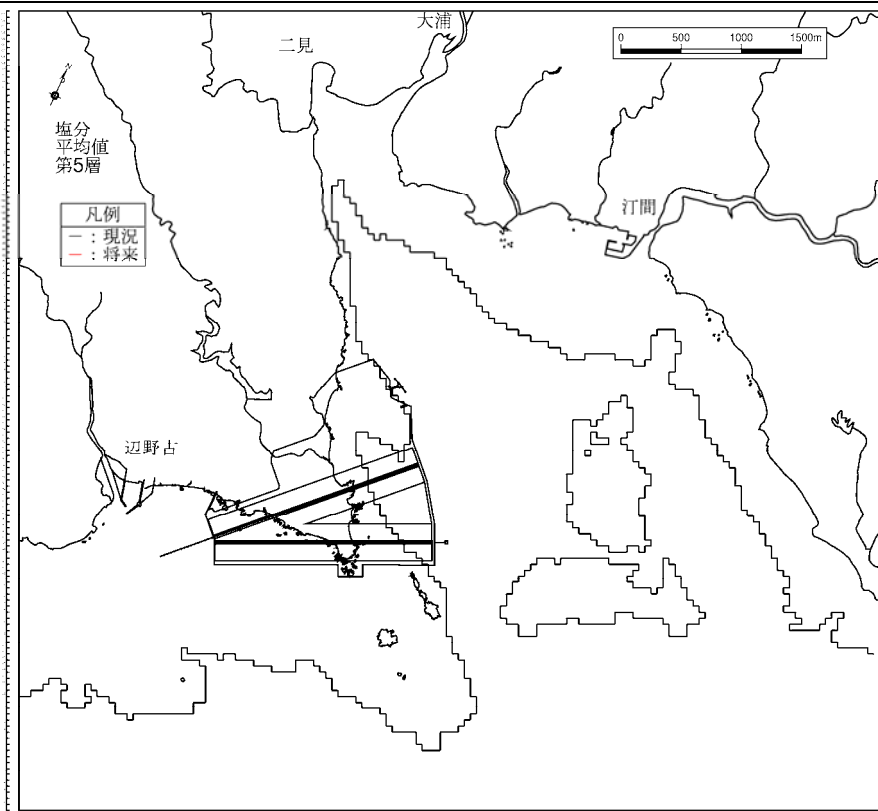 大浦
二見
0 500 1000 1500m
塩分
平均値
第5層
凡例
― : 現況
― : 将来
汀間
辺野古